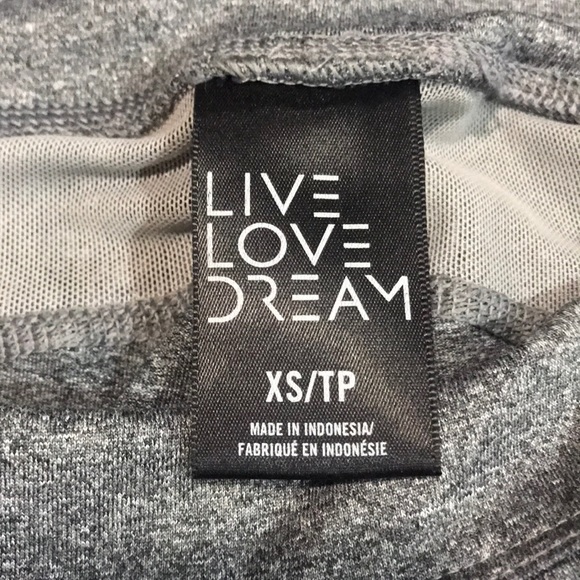 LIVE
LOVE
DREAM
XS/TP
MADE IN INDONESIA/
FABRIQUÉ EN INDONÉSIE